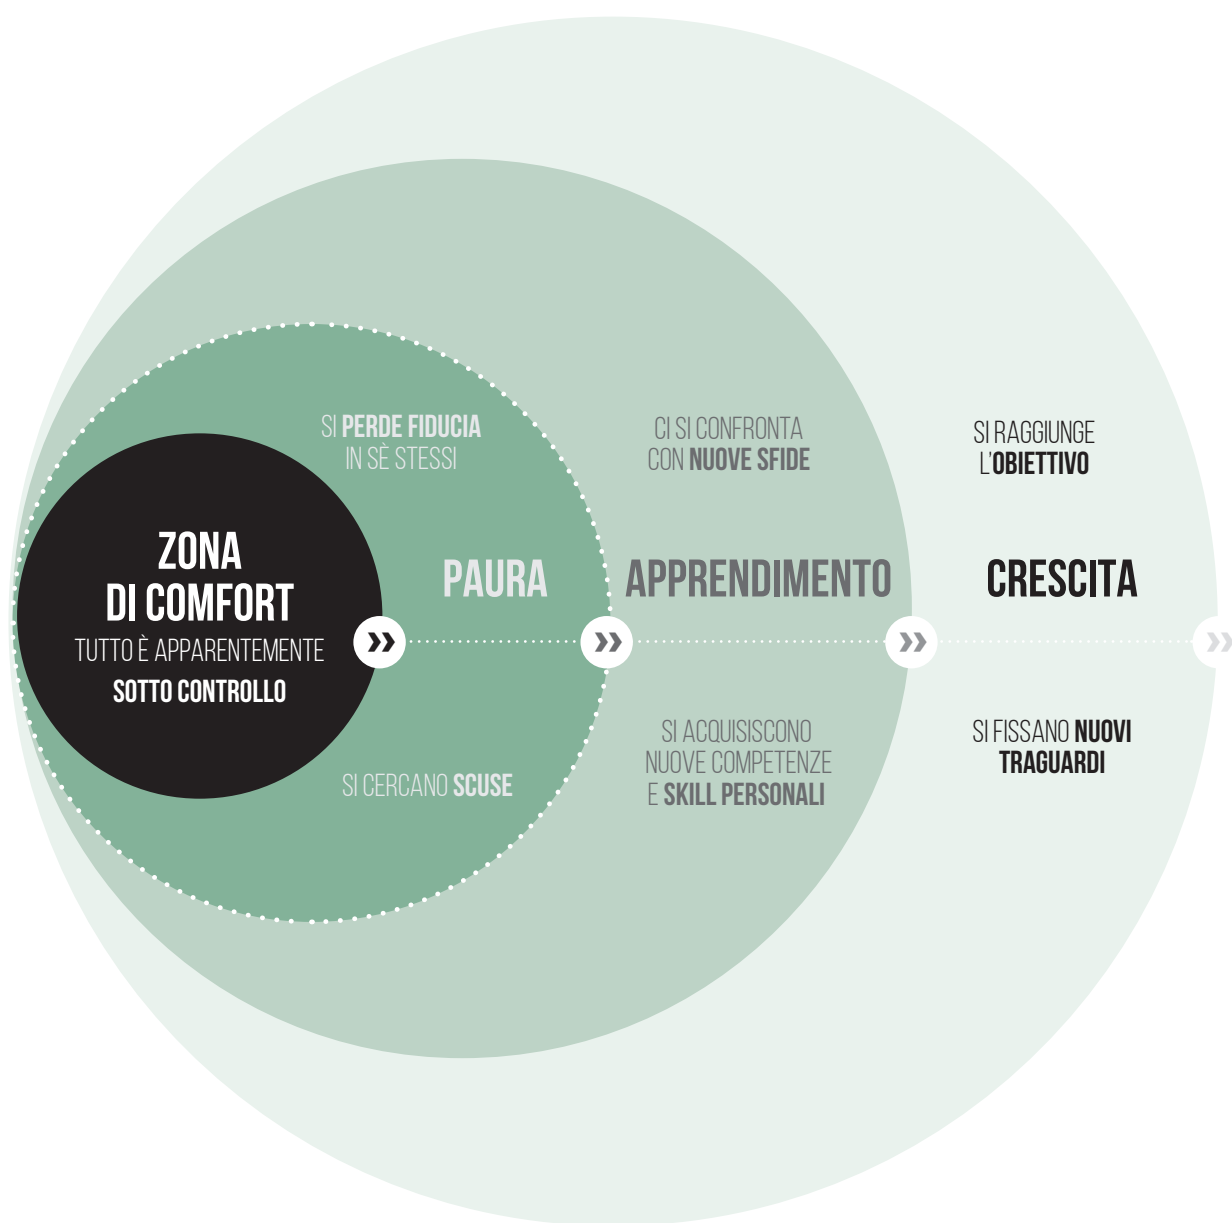 ZONA
DI COMFORT
TUTTO È APPARENTEMENTE
SOTTO CONTROLLO
SI PERDE FIDUCIA
IN SÈ STESSI
PAURA
SI CERCANO SCUSE
CI SI CONFRONTA
CON NUOVE SFIDE
APPRENDIMENTO
SI ACQUISISCONO
NUOVE COMPETENZE
E SKILL PERSONALI
SI RAGGIUNGE
L'OBIETTIVO
CRESCITA
SI FISSANO NUOVI
TRAGUARDI